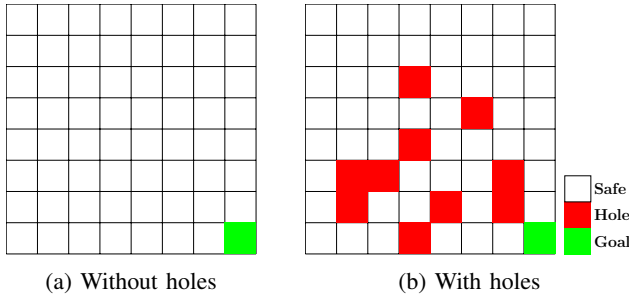 Safe
Hole
Goal
(a) Without holes
(b) With holes